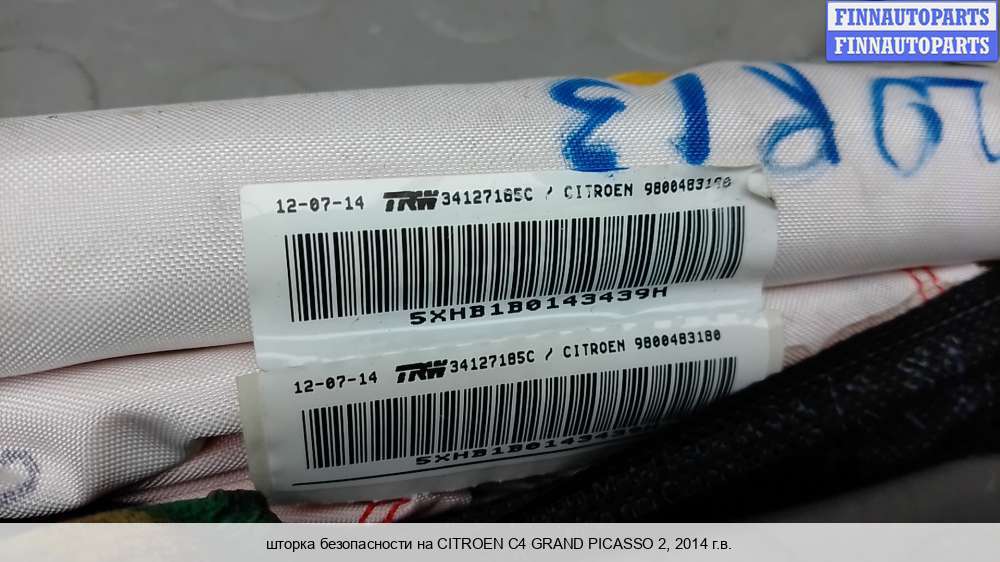 FINNAUTOPARTS
FINNAUTOPARTS
12-07-14 TRW 34127185C / CITROEN 9800483180
5XHB1B0143439H
12-07-14 TRW 34127185C / CITROEN 9800483180
5XHB1B0143439
шторка безопасности на CITROEN C4 GRAND PICASSO 2, 2014 г.в.